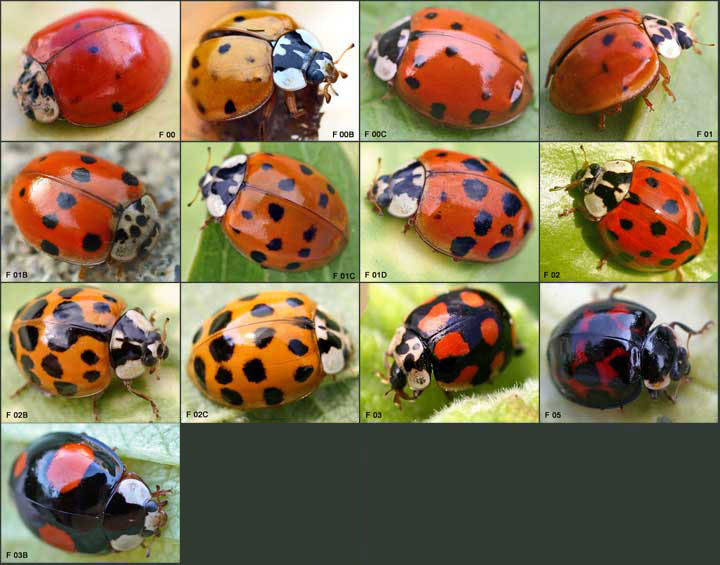 F 00
F 00B
F 00C
F 01
F 01B
F 01C
F 01D
F 02
F 02B
F 02C
F 03
F 05
F 03B